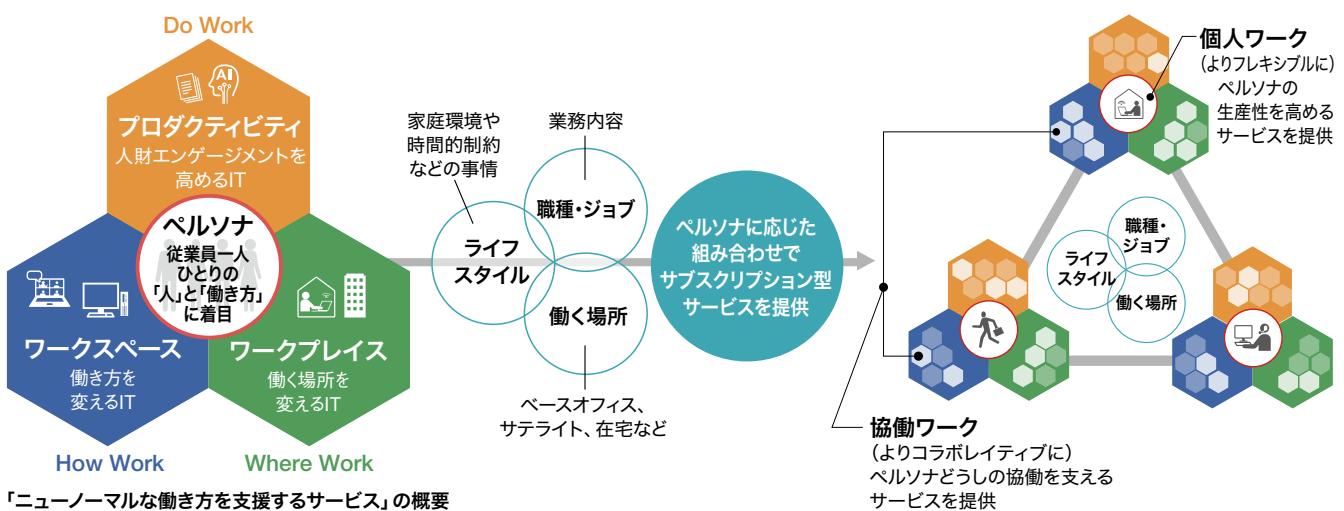 Do Work
AI
プロダクティビティ
人財エンゲージメントを
高めるIT
ペルソナ
従業員一人
ひとりの
「人」と「働き方」
に着目
ワークスペース
働き方を
変えるIT
ワークプレイス
働く場所を
変えるIT
How Work
Where Work
「ニューノーマルな働き方を支援するサービス」の概要
家庭環境や
時間的制約
などの事情
業務内容
職種・ジョブ
ライフ
スタイル
働く場所
ベースオフィス、
サテライト、在宅など
ペルソナに応じた
組み合わせで
サブスクリプション型
サービスを提供
個人ワーク
(よりフレキシブルに)
ペルソナの
生産性を高める
サービスを提供
職種・
ジョブ
ライフ
スタイル
働く場所
協働ワーク
(よりコラボレイティブに)
ペルソナどうしの協働を支える
サービスを提供